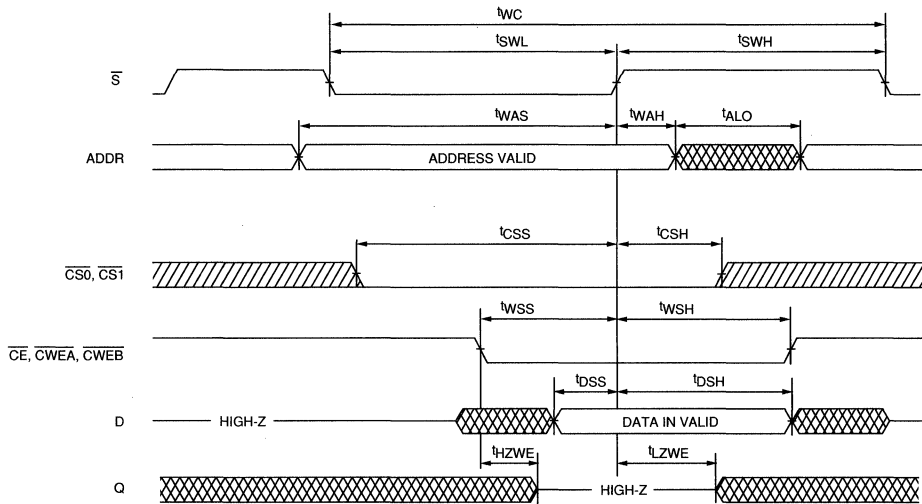 tWC
tSWL tSWH
S
tWAS tWAH tALO
ADDR ADDRESS VALID
tCSS tCSH
CS0, CS1
tWSS tWSH
CE, CWEA, CWEB
tDSS tDSH
D HIGH-Z DATA IN VALID
tHZWE tLZWE
Q HIGH-Z